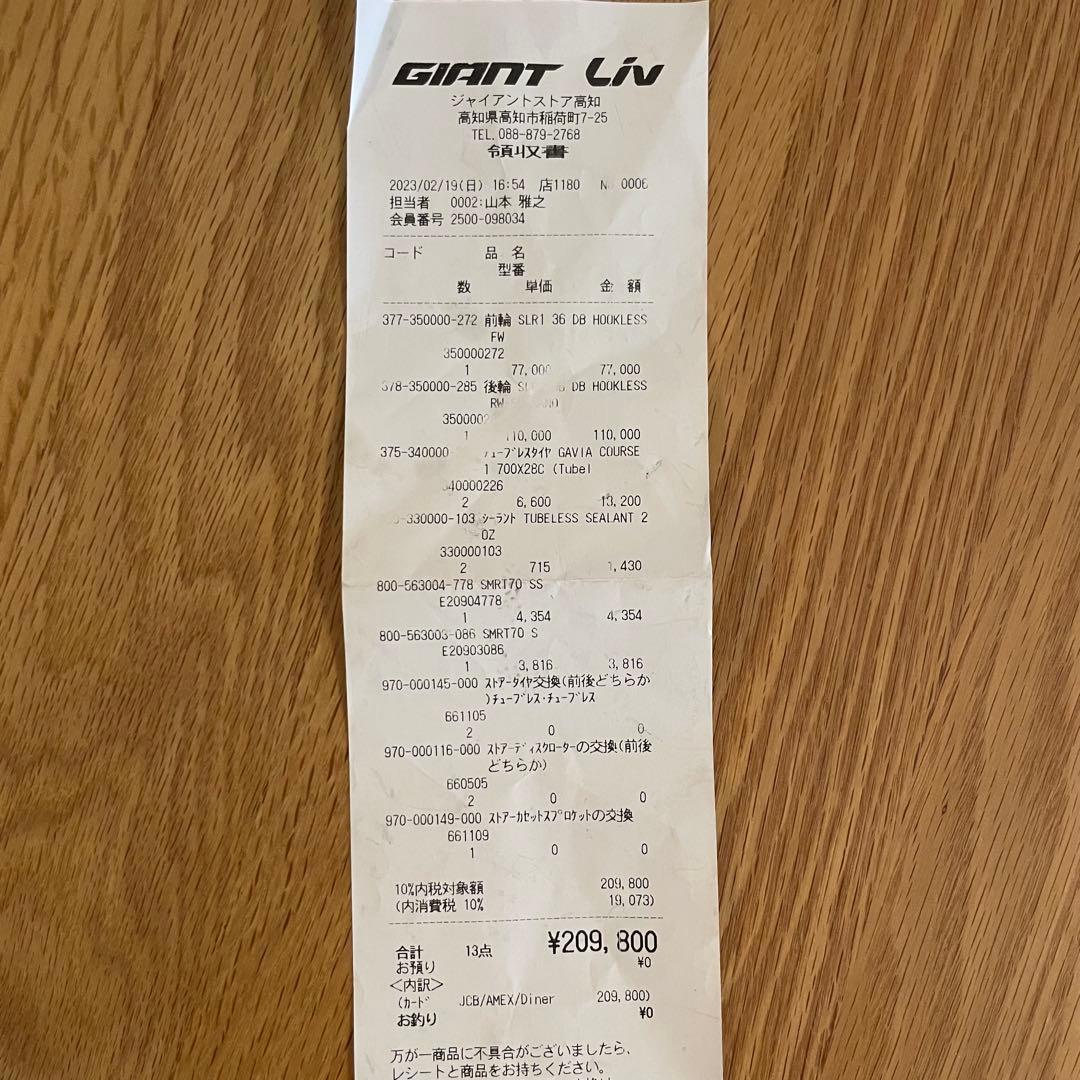 GIANT Liv
ジャイアントストア高知
高知県高知市稲荷町7-25
TEL. 088-879-2768
領収書
2023/02/19(日) 16:54 店1180 No 0006
担当者 0002:山本 雅之
会員番号 2500-098034
コード 品 名
型番
数 単価 金 額
377-350000-272 前輪 SLR1 36 DB HOOKLESS
FW
350000272
1 77,000 77,000
378-350000-285 後輪 DB HOOKLESS
1 110,000 110,000
375-340000- ﾁｭｰﾌﾞﾚｽﾀｲﾔ GAVIA COURSE
1 700X28C (Tubel
340000226
2 6,600 13,200
-330000-103 ｼｰﾗﾝﾄ TUBELESS SEALANT 2
OZ
330000103
2 715 1,430
800-563004-778 SMRT70 SS
E20904778
1 4,354 4,354
800-563003-086 SMRT70 S
E20903086
1 3,816 3,816
970-000145-000 ｽﾄｱｰﾀｲﾔ交換(前後どちらか
)ﾁｭｰﾌﾞﾚｽ･ﾁｭｰﾌﾞﾚｽ
661105
2 0 0
970-000116-000 ｽﾄｱｰﾃﾞｨｽｸﾛｰﾀｰの交換(前後
どちらか)
660505
2 0 0
970-000149-000 ｽﾄｱｰｶｾｯﾄｽﾌﾟﾛｹｯﾄの交換
661109
1 0 0
10%内税対象額 209,800
(内消費税 10% 19,073)
合計 13点 ¥209,800
お預り ¥0
<内訳>
(ｶｰﾄﾞ JCB/AMEX/Diner 209,800)
お釣り ¥0
万が一商品に不具合がございましたら、
レシートと商品をお持ちください。